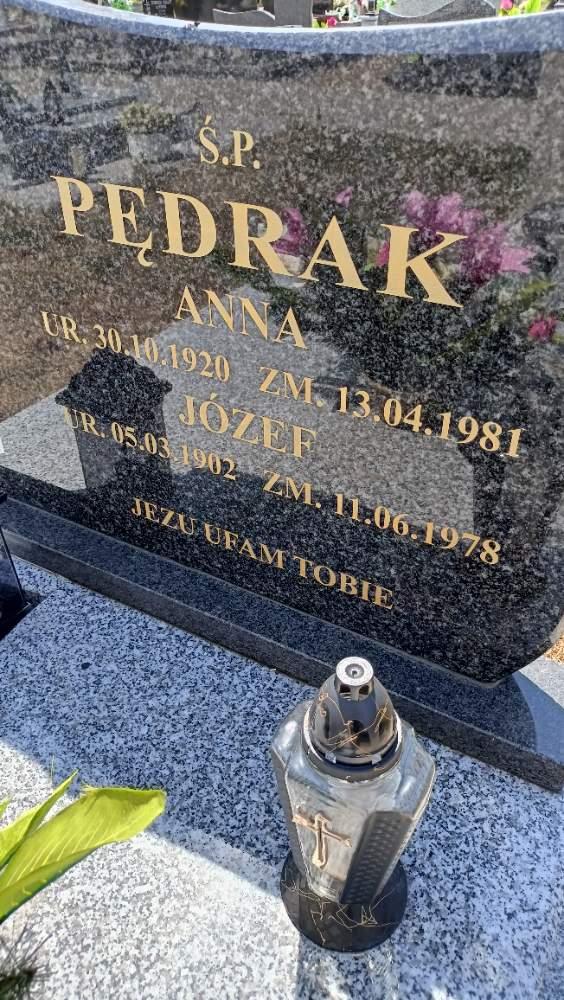 Ś.P.
PĘDRAK
ANNA
UR. 30.10.1920 ZM. 13.04.1981
JÓZEF
UR. 05.03.1902 ZM. 11.06.1978
JEZU UFAM TOBIE